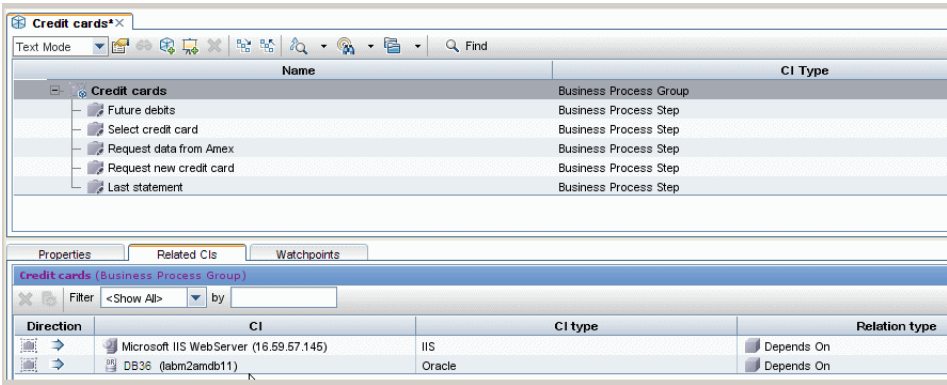 Credit cards*
Text Mode Find
Name CI Type
Credit cards Business Process Group
Future debits Business Process Step
Select credit card Business Process Step
Request data from Amex Business Process Step
Request new credit card Business Process Step
Last statement Business Process Step
Properties Related CIs Watchpoints
Credit cards (Business Process Group)
Filter <Show All> by
Direction CI CI type Relation type
Microsoft IIS WebServer (16.59.57.145) IIS Depends On
DB36 (labm2amdb11) Oracle Depends On